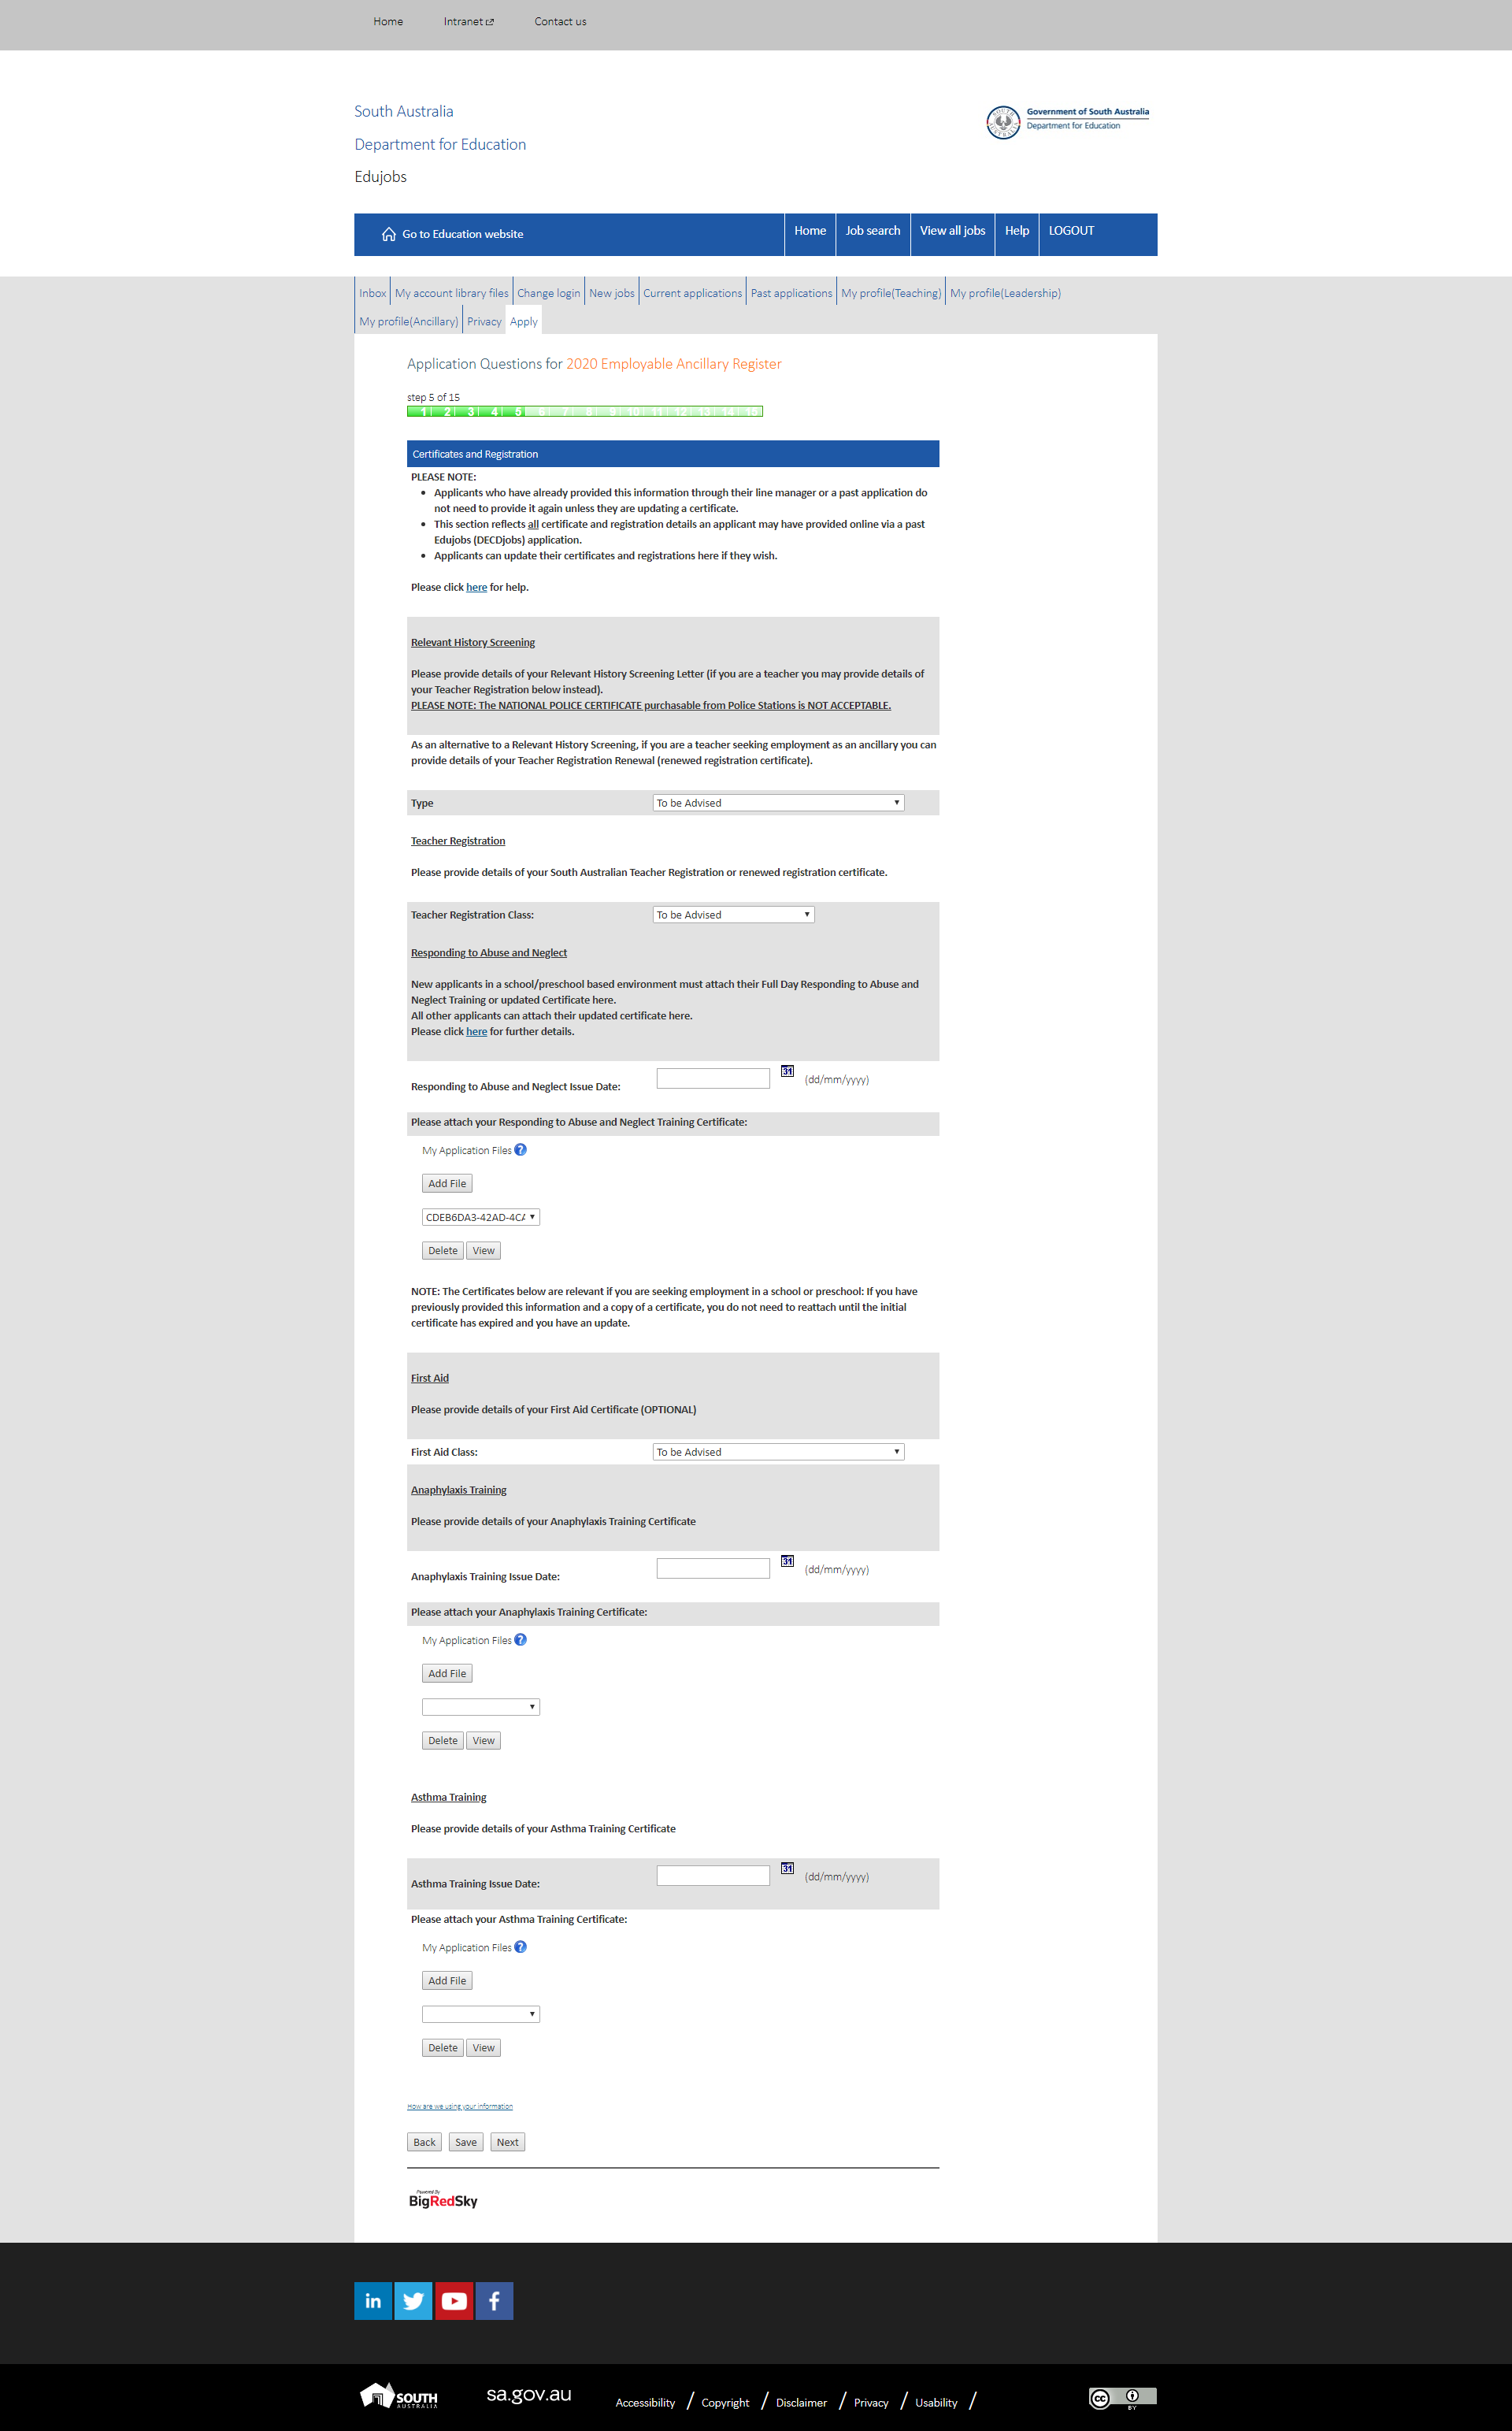 Home Intranet Contact us
South Australia
Department for Education
Edujobs
Government of South Australia
Department for Education
Go to Education website Home Job search View all jobs Help LOGOUT
Inbox My account library files Change login New jobs Current applications Past applications My profile(Teaching) My profile(Leadership)
My profile(Ancillary) Privacy Apply
Application Questions for 2020 Employable Ancillary Register
step 5 of 15
1 2 3 4 5 6 7 8 9 10 11 12 13 14 15
Certificates and Registration
PLEASE NOTE:
• Applicants who have already provided this information through their line manager or a past application do
not need to provide it again unless they are updating a certificate.
• This section reflects all certificate and registration details an applicant may have provided online via a past
Edujobs (DECDjobs) application.
• Applicants can update their certificates and registrations here if they wish.
Please click here for help.
Relevant History Screening
Please provide details of your Relevant History Screening Letter (if you are a teacher you may provide details of
your Teacher Registration below instead).
PLEASE NOTE: The NATIONAL POLICE CERTIFICATE purchasable from Police Stations is NOT ACCEPTABLE.
As an alternative to a Relevant History Screening, if you are a teacher seeking employment as an ancillary you can
provide details of your Teacher Registration Renewal (renewed registration certificate).
Type To be Advised
Teacher Registration
Please provide details of your South Australian Teacher Registration or renewed registration certificate.
Teacher Registration Class: To be Advised
Responding to Abuse and Neglect
New applicants in a school/preschool based environment must attach their Full Day Responding to Abuse and
Neglect Training or updated Certificate here.
All other applicants can attach their updated certificate here.
Please click here for further details.
Responding to Abuse and Neglect Issue Date: 31 (dd/mm/yyyy)
Please attach your Responding to Abuse and Neglect Training Certificate:
My Application Files ?
Add File
CDEB6DA3-42AD-4CA
Delete View
NOTE: The Certificates below are relevant if you are seeking employment in a school or preschool: If you have
previously provided this information and a copy of a certificate, you do not need to reattach until the initial
certificate has expired and you have an update.
First Aid
Please provide details of your First Aid Certificate (OPTIONAL)
First Aid Class: To be Advised
Anaphylaxis Training
Please provide details of your Anaphylaxis Training Certificate
Anaphylaxis Training Issue Date: 31 (dd/mm/yyyy)
Please attach your Anaphylaxis Training Certificate:
My Application Files ?
Add File
Delete View
Asthma Training
Please provide details of your Asthma Training Certificate
Asthma Training Issue Date: 31 (dd/mm/yyyy)
Please attach your Asthma Training Certificate:
My Application Files ?
Add File
Delete View
How are we using your information
Back Save Next
Powered By
BigRedSky
in f
SOUTH
AUSTRALIA
sa.gov.au
Accessibility / Copyright / Disclaimer / Privacy / Usability /
cc
BY